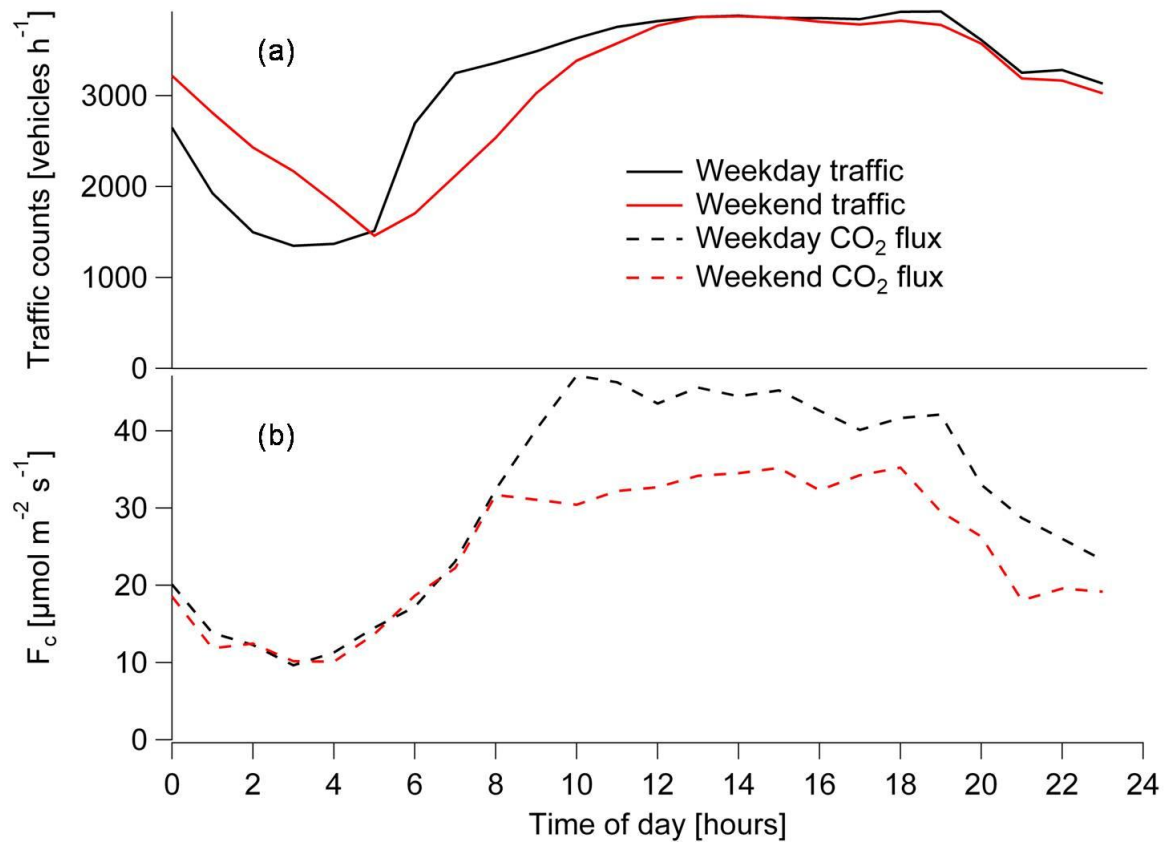 (a)
Traffic counts [vehicles h⁻¹]
3000
2000
1000
0
Weekday traffic
Weekend traffic
Weekday CO₂ flux
Weekend CO₂ flux
(b)
F_c [µmol m⁻² s⁻¹]
40
30
20
10
0
0 2 4 6 8 10 12 14 16 18 20 22 24
Time of day [hours]